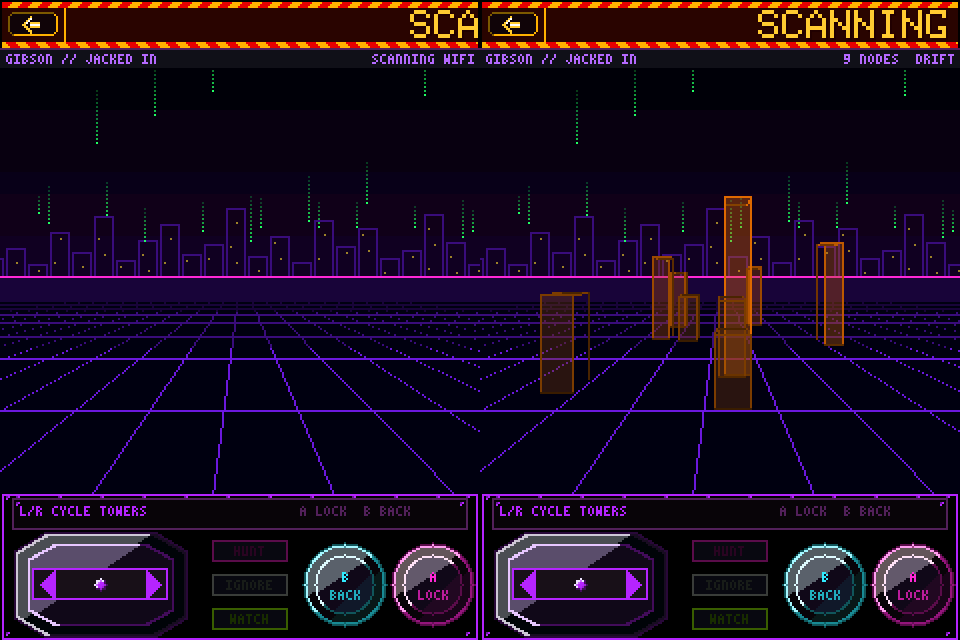 SCA
GIBSON // JACKED IN SCANNING WIFI
L/R CYCLE TOWERS A LOCK B BACK
HUNT
IGNORE
WATCH
B
BACK
A
LOCK
SCANNING
GIBSON // JACKED IN 9 NODES DRIFT
L/R CYCLE TOWERS A LOCK B BACK
HUNT
IGNORE
WATCH
B
BACK
A
LOCK